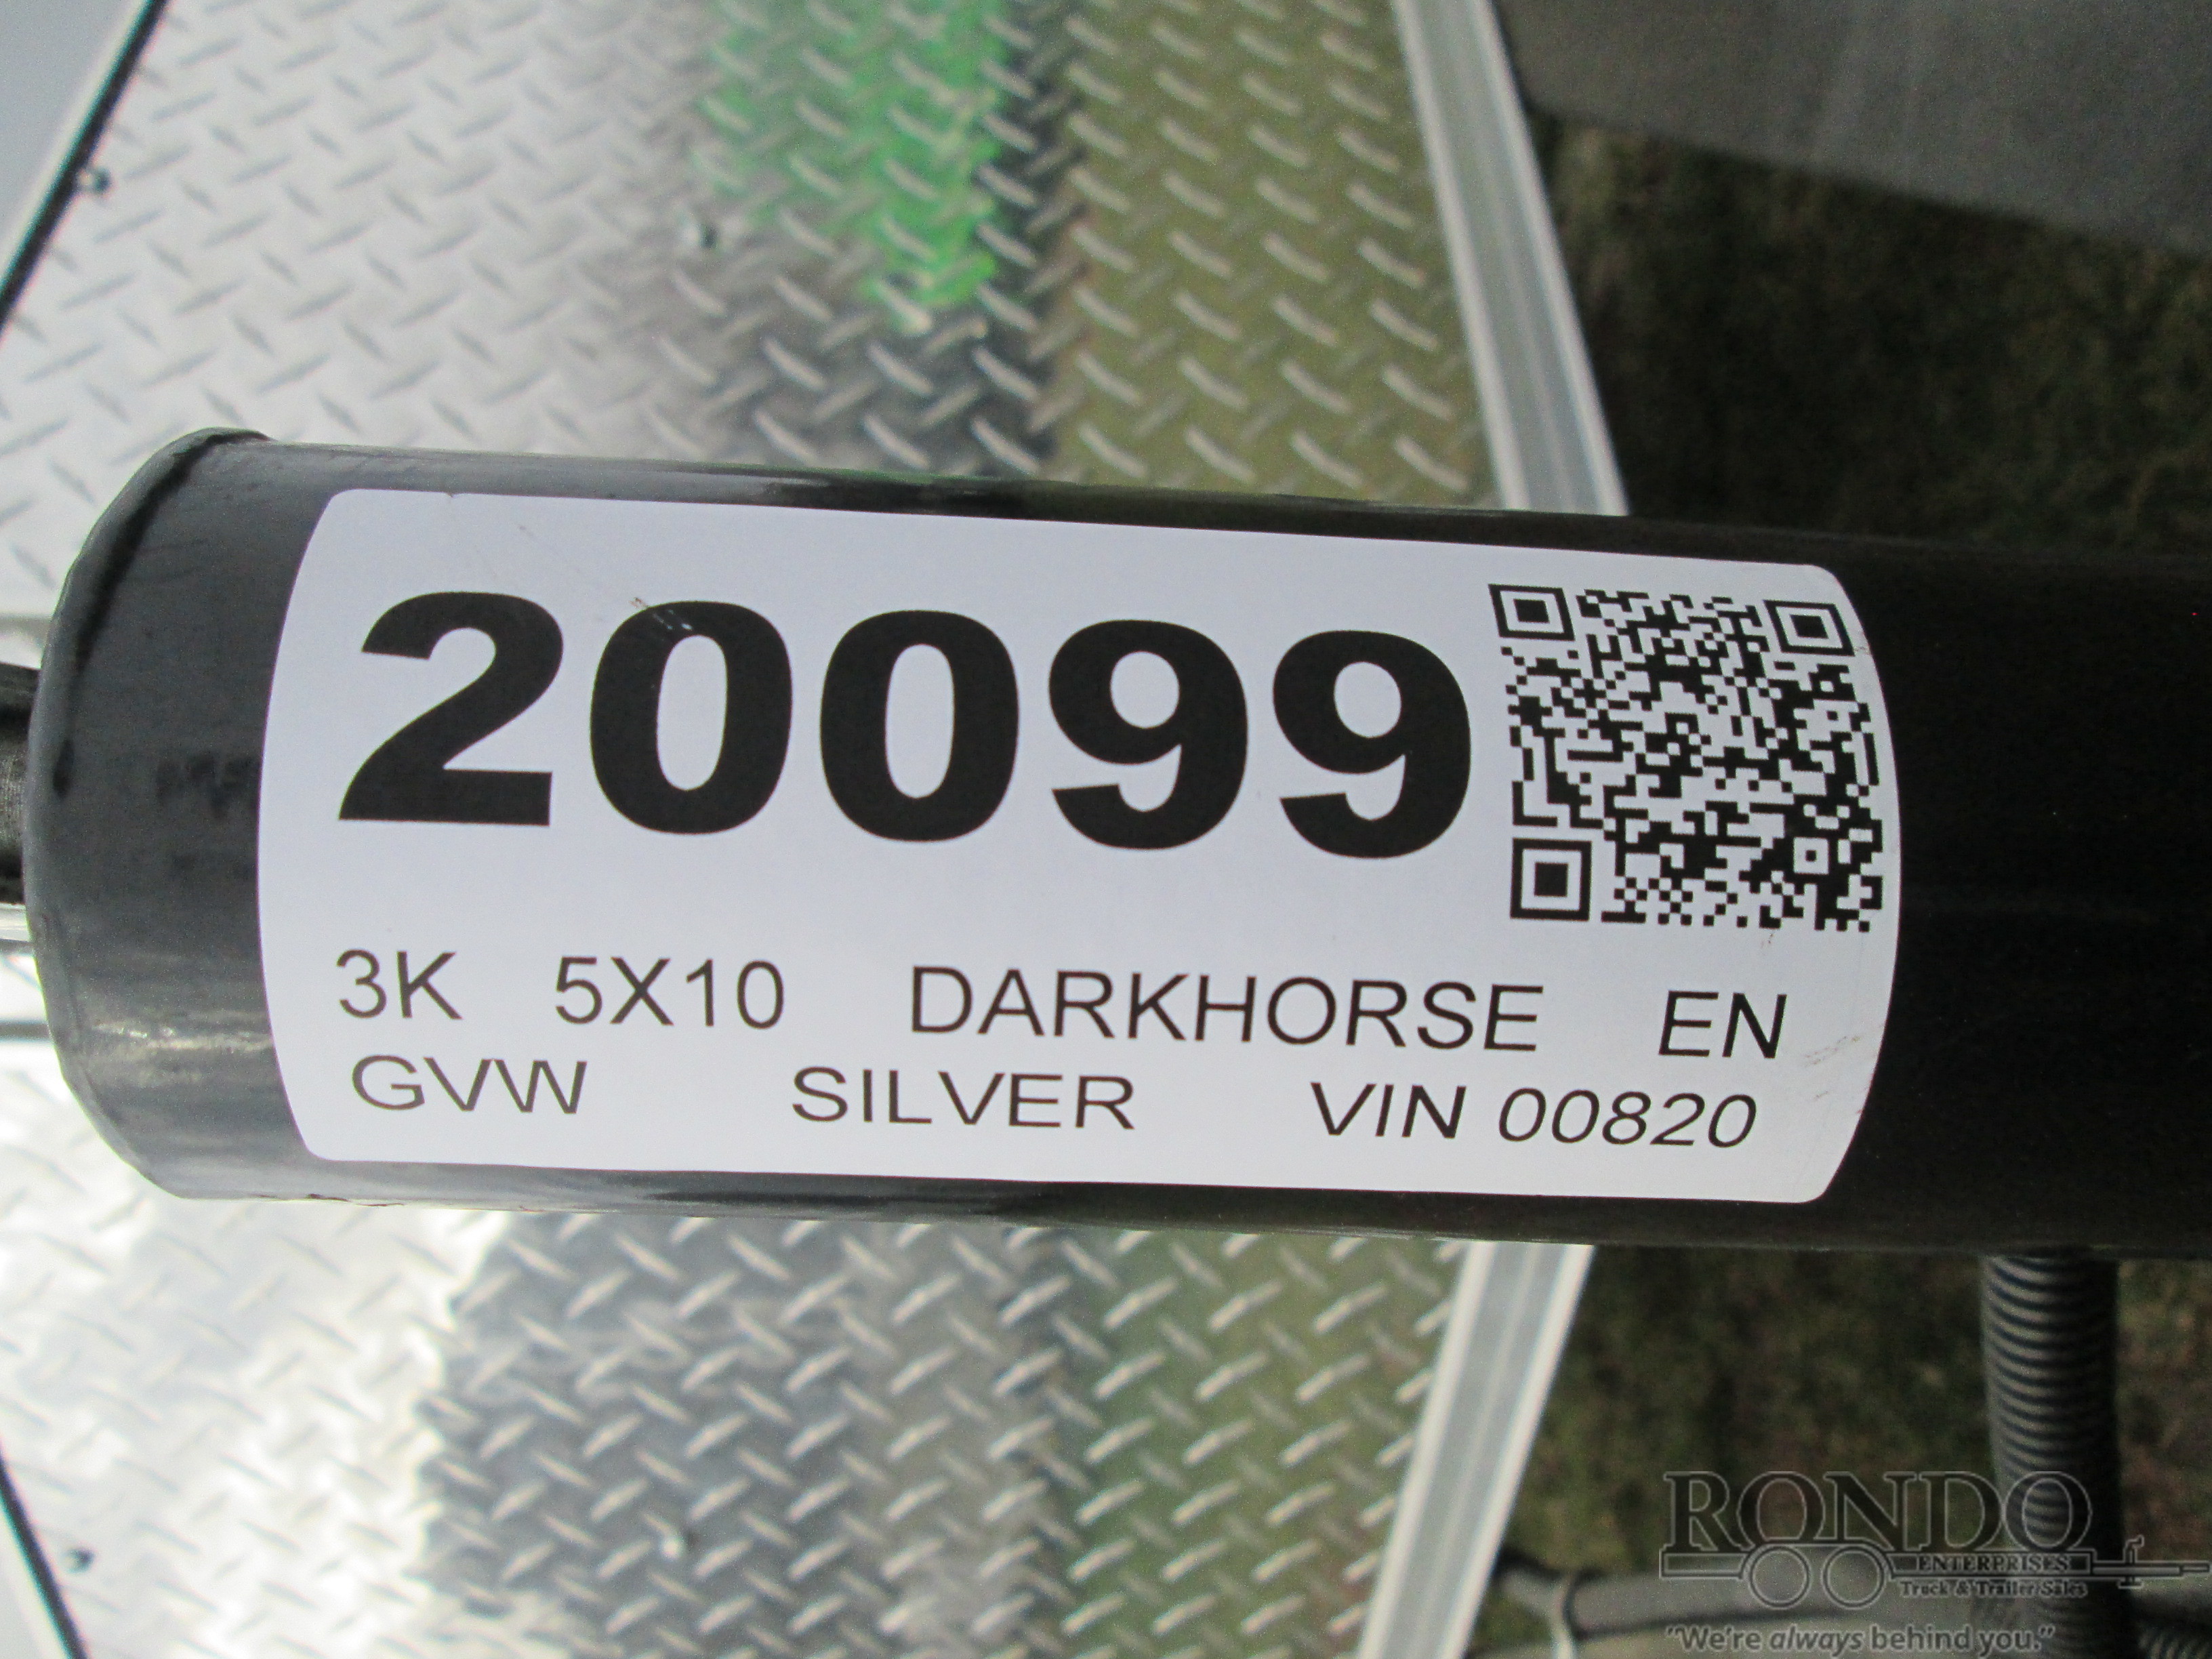 20099
3K 5X10 DARKHORSE EN
GVW SILVER VIN 00820
RONDO
ENTERPRISES
Truck & Trailer Sales
"We're always behind you."